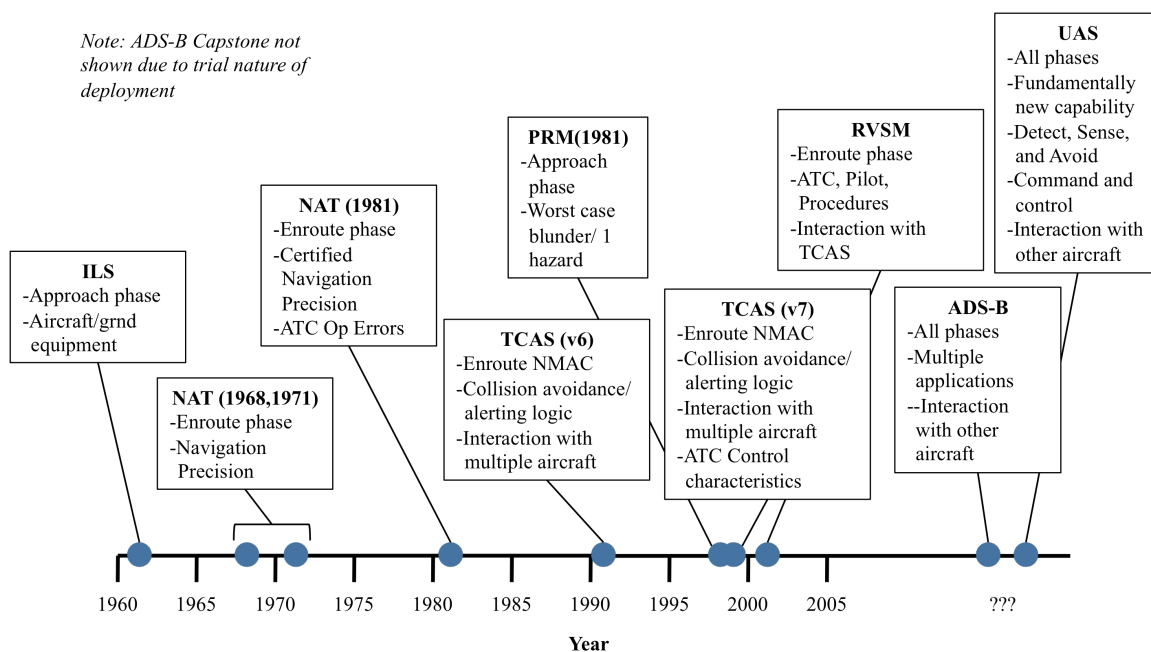 Note: ADS-B Capstone not
shown due to trial nature of
deployment
ILS
-Approach phase
-Aircraft/grnd
equipment
NAT (1968,1971)
-Enroute phase
-Navigation
Precision
NAT (1981)
-Enroute phase
-Certified
Navigation
Precision
-ATC Op Errors
TCAS (v6)
-Enroute NMAC
-Collision avoidance/
alerting logic
-Interaction with
multiple aircraft
PRM(1981)
-Approach
phase
-Worst case
blunder/ 1
hazard
TCAS (v7)
-Enroute NMAC
-Collision avoidance/
alerting logic
-Interaction with
multiple aircraft
-ATC Control
characteristics
RVSM
-Enroute phase
-ATC, Pilot,
Procedures
-Interaction with
TCAS
ADS-B
-All phases
-Multiple
applications
--Interaction
with other
aircraft
UAS
-All phases
-Fundamentally
new capability
-Detect, Sense,
and Avoid
-Command and
control
-Interaction with
other aircraft
1960 1965 1970 1975 1980 1985 1990 1995 2000 2005 ???
Year